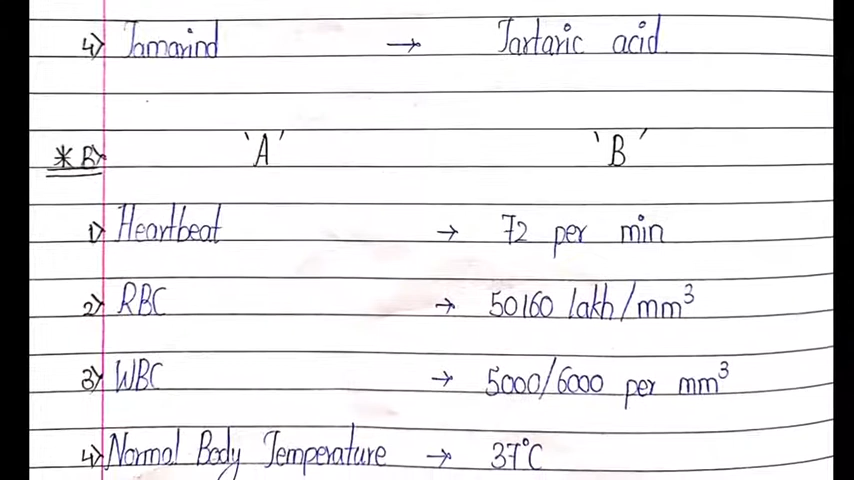 4) Tamarind → Tartaric acid
* B) 'A' 'B'
1) Heartbeat → 72 per min
2) RBC → 50160 lakh/mm³
3) WBC → 5000/6000 per mm³
4) Normal Body Temperature → 37°C